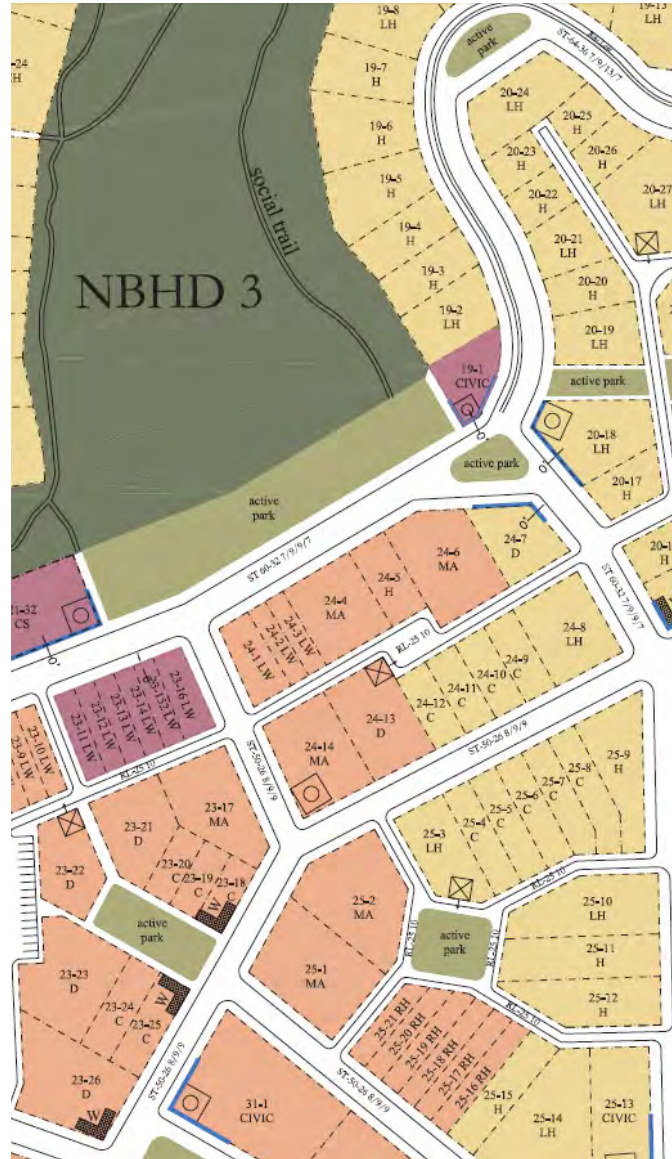 19-8
LH
19-13
LH
-24
H
active
park
ST-64-36 7/9/13/7
19-7
H
20-24
LH
20-25
H
19-6
H
20-23
H
20-26
H
social trail
19-5
H
20-22
H
20-27
LH
19-4
H
20-21
LH
NBHD 3
19-3
H
20-20
H
19-2
LH
20-19
LH
19-1
CIVIC
active park
0'
20-18
LH
active park
0'
20-17
H
active
park
0'
24-7
D
ST 60-32 7/9/9/7
24-6
MA
24-5
H
24-4
MA
24-3 LW
24-2 LW
24-1 LW
ST 60-32 7/9/9/7
21-32
CS
0'
RL-25 10
24-8
LH
24-9
C
24-10
C
24-11
C
24-12
C
23-16 LW
23-14 LW
23-13 LW
23-12 LW
23-11 LW
23-10 LW
23-9 LW
24-13
D
24-14
MA
ST-50-26 8/9/9
ST-50-26 8/9/9
RL-25 10
25-9
H
25-8
C
25-7
C
25-6
C
25-5
C
25-4
C
25-3
LH
23-17
MA
23-21
D
23-20
C
23-19
C
23-18
C
W
23-22
D
RL-25 10
25-2
MA
25-10
LH
active
park
active
park
RL-25 10
RL-25 10
25-11
H
25-1
MA
23-23
D
23-24
C
23-25
C
W
25-12
H
RL-25 10
25-21 RH
25-20 RH
25-19 RH
25-18 RH
25-17 RH
25-16 RH
ST-50-26 8/9/9
ST-50-26 8/9/9
23-26
D
W
31-1
CIVIC
25-15
H
25-14
LH
25-13
CIVIC